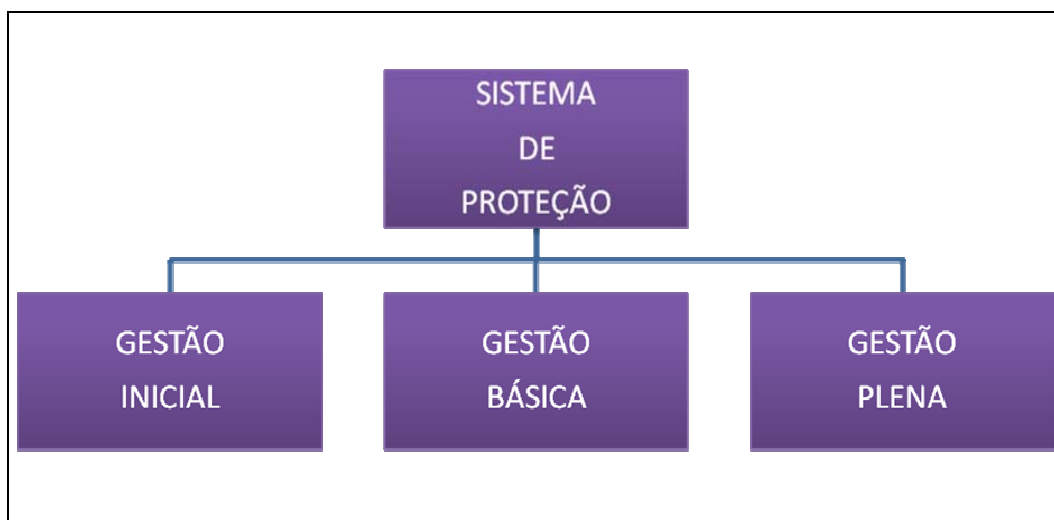 SISTEMA
DE
PROTEÇÃO
GESTÃO
INICIAL
GESTÃO
BÁSICA
GESTÃO
PLENA